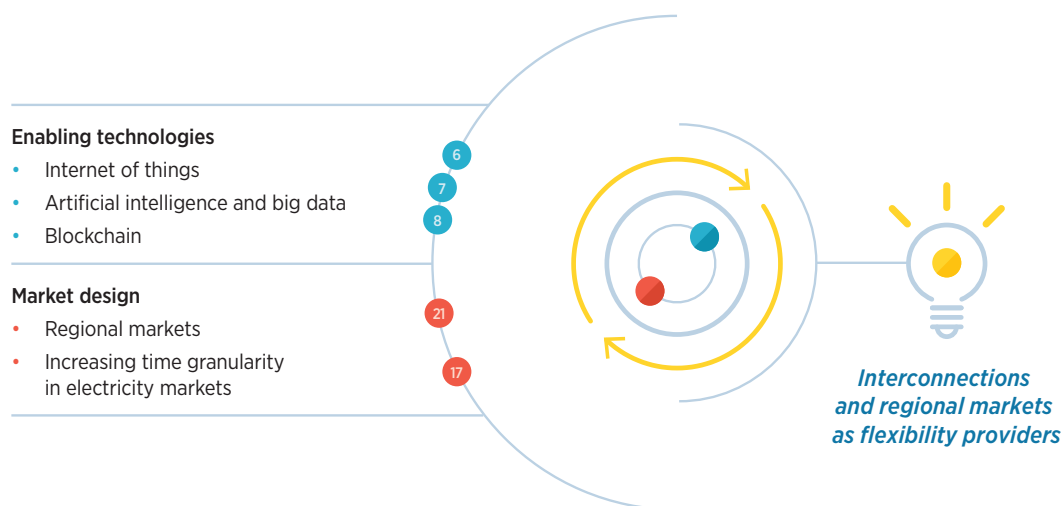 Enabling technologies
• Internet of things
• Artificial intelligence and big data
• Blockchain
6
7
8
Market design
• Regional markets
• Increasing time granularity
in electricity markets
21
17
Interconnections
and regional markets
as flexibility providers